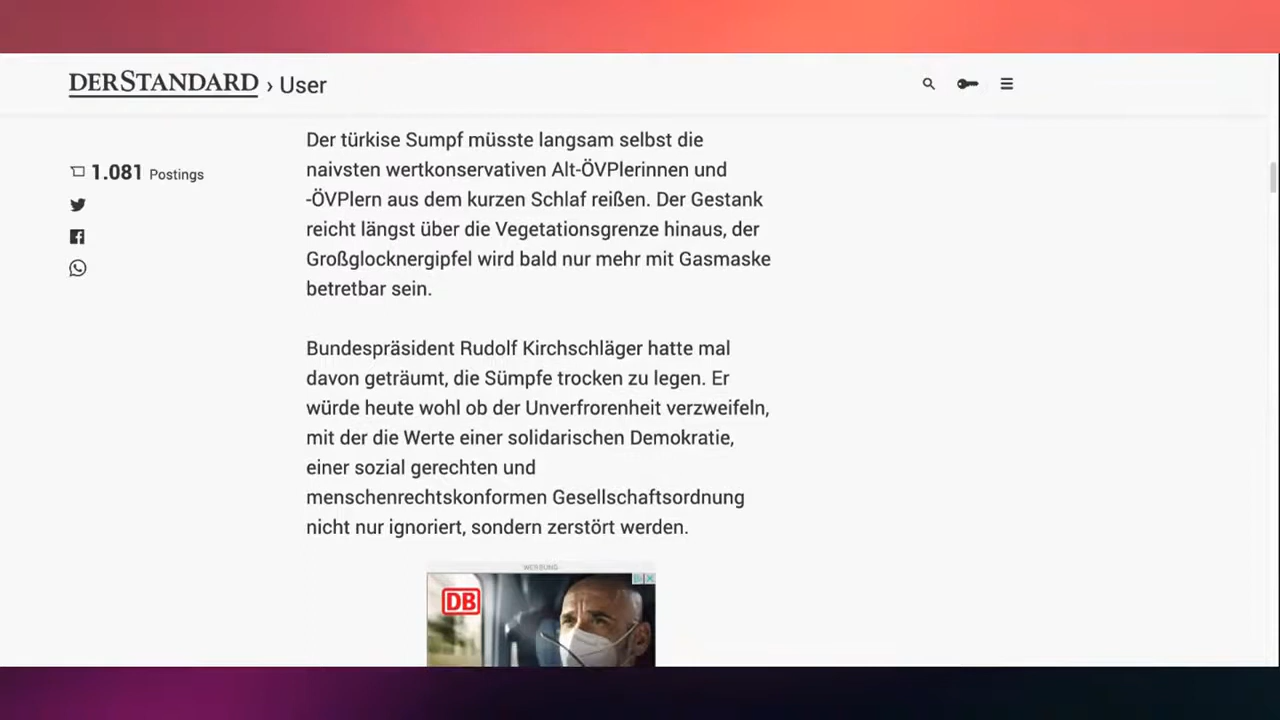 DERSTANDARD › User
1.081 Postings
Der türkise Sumpf müsste langsam selbst die
naivsten wertkonservativen Alt-ÖVPlerinnen und
-ÖVPlern aus dem kurzen Schlaf reißen. Der Gestank
reicht längst über die Vegetationsgrenze hinaus, der
Großglocknergipfel wird bald nur mehr mit Gasmaske
betretbar sein.
Bundespräsident Rudolf Kirchschläger hatte mal
davon geträumt, die Sümpfe trocken zu legen. Er
würde heute wohl ob der Unverfrorenheit verzweifeln,
mit der die Werte einer solidarischen Demokratie,
einer sozial gerechten und
menschenrechtskonformen Gesellschaftsordnung
nicht nur ignoriert, sondern zerstört werden.
WERBUNG
DB